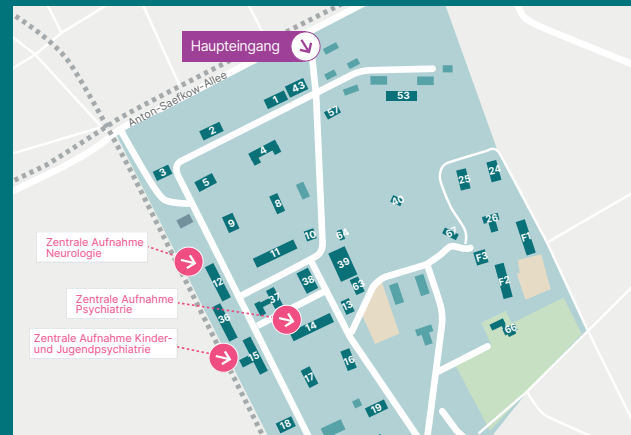 Haupteingang
Anton-Saefkow-Allee
43
1
57
53
2
4
3
5
40
25
24
8
9
26
67
F1
10
64
11
39
F3
F2
Zentrale Aufnahme
Neurologie
12
38
63
37
13
Zentrale Aufnahme
Psychiatrie
36
14
66
Zentrale Aufnahme Kinder-
und Jugendpsychiatrie
15
16
17
19
18